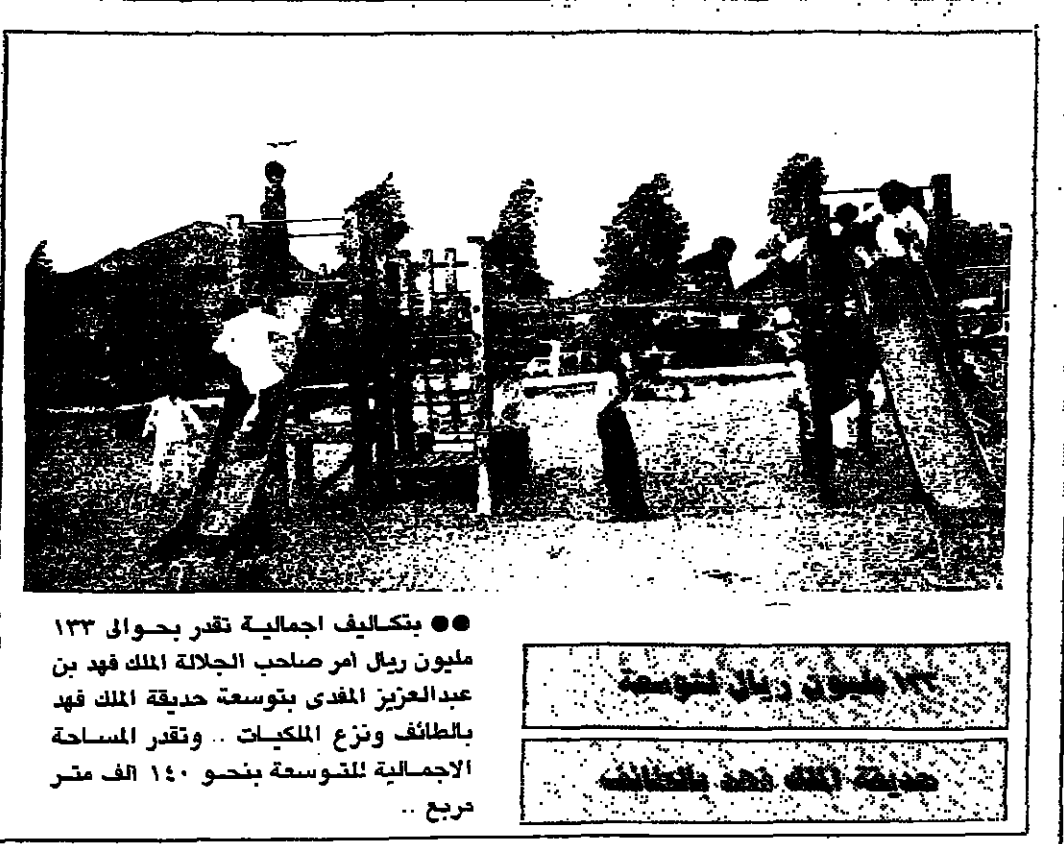 ١٣٣ مليون ريال لتوسعة
حديقة الملك فهد بالطائف
●● بتكاليف اجمالية تقدر بحوالى ١٣٣
مليون ريال أمر صاحب الجلالة الملك فهد بن
عبدالعزيز المفدى بتوسعة حديقة الملك فهد
بالطائف ونزع الملكيات .. وتقدر المساحة
الاجمالية للتوسعة بنحو ١٤٠ الف متر
مربع ..